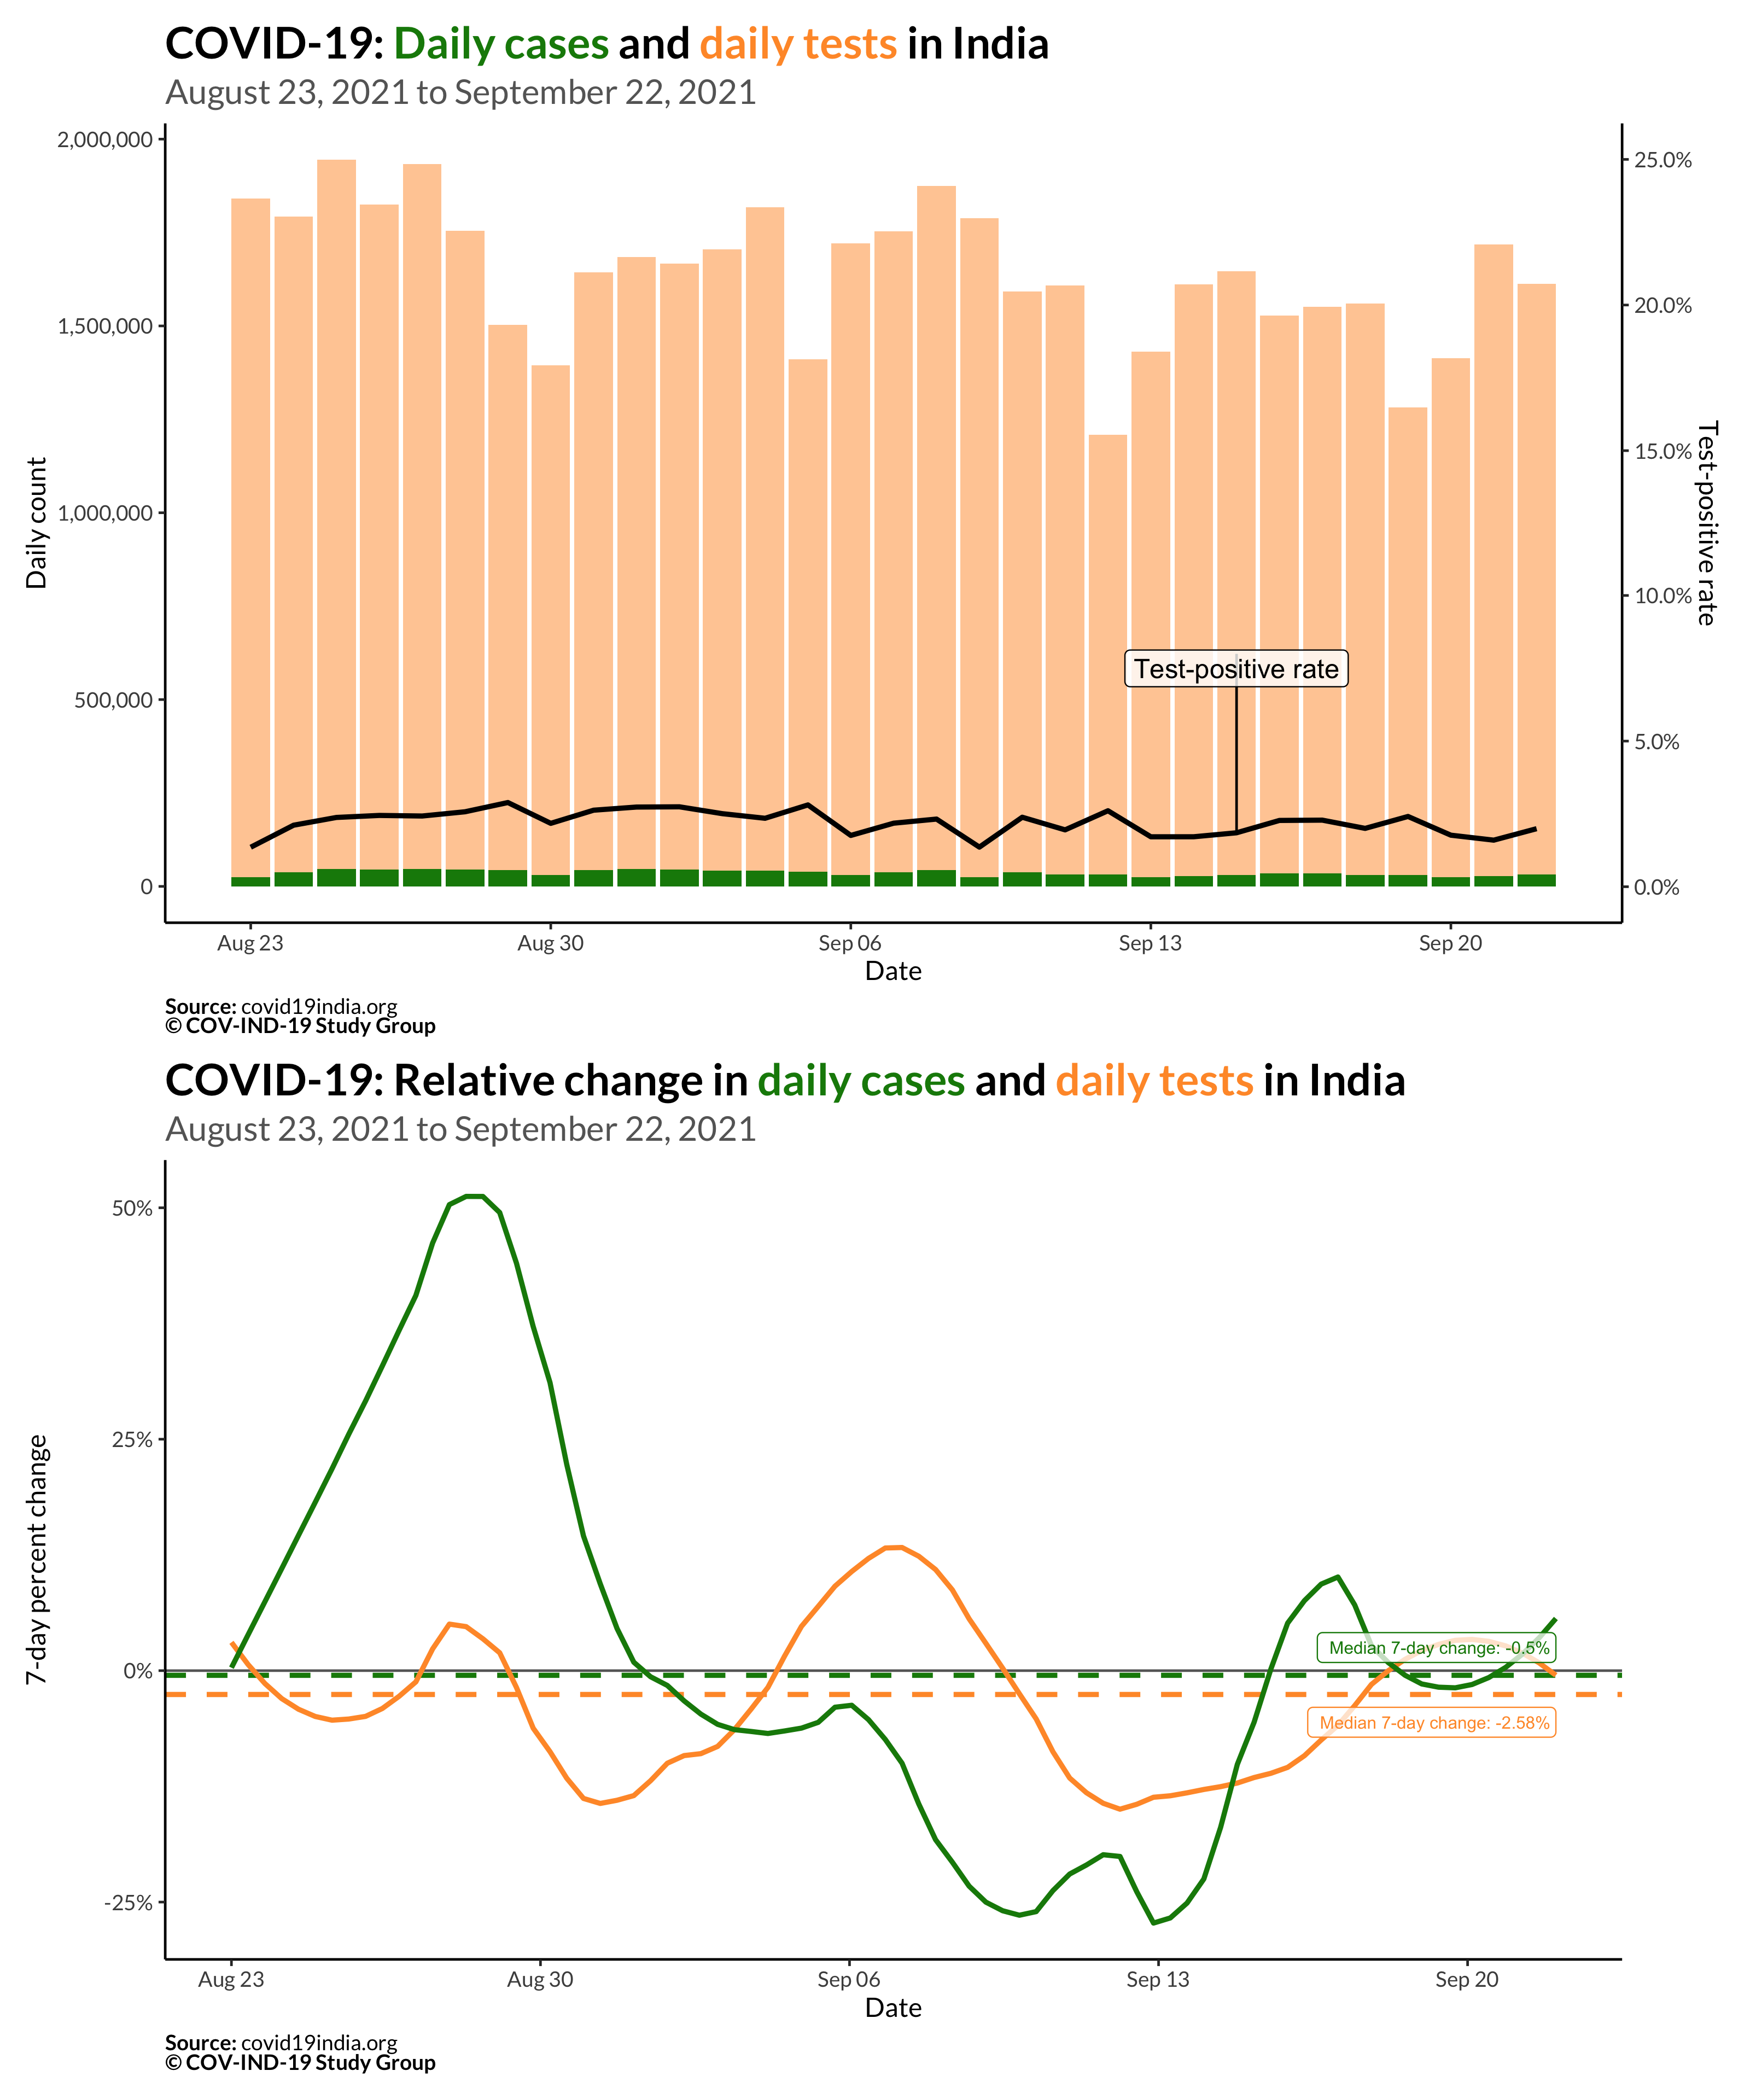 COVID-19: Daily cases and daily tests in India
August 23, 2021 to September 22, 2021
2,000,000
1,500,000
1,000,000
500,000
0
Daily count
25.0%
20.0%
15.0%
10.0%
5.0%
0.0%
Test-positive rate
Test-positive rate
Aug 23
Aug 30
Sep 06
Sep 13
Sep 20
Date
Source: covid19india.org
© COV-IND-19 Study Group
COVID-19: Relative change in daily cases and daily tests in India
August 23, 2021 to September 22, 2021
50%
25%
0%
-25%
7-day percent change
Median 7-day change: -0.5%
Median 7-day change: -2.58%
Aug 23
Aug 30
Sep 06
Sep 13
Sep 20
Date
Source: covid19india.org
© COV-IND-19 Study Group